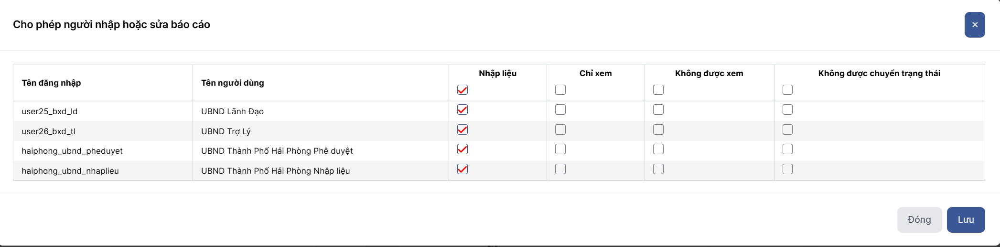 Cho phép người nhập hoặc sửa báo cáo
Tên đăng nhập Tên người dùng Nhập liệu Chỉ xem Không được xem Không được chuyển trạng thái
user25_bxd_ld UBND Lãnh Đạo
user26_bxd_tl UBND Trợ Lý
haiphong_ubnd_pheduyet UBND Thành Phố Hải Phòng Phê duyệt
haiphong_ubnd_nhaplieu UBND Thành Phố Hải Phòng Nhập liệu
Đóng Lưu